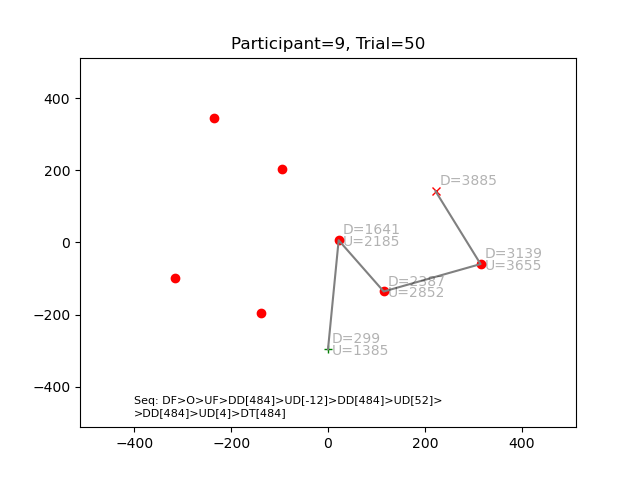 Participant=9, Trial=50
400
200
0
−200
−400
D=3885
D=1641
U=2185
D=3139
U=3655
D=2387
U=2852
D=299
U=1385
Seq: DF>O>UF>DD[484]>UD[-12]>DD[484]>UD[52]>
>DD[484]>UD[4]>DT[484]
−400 −200 0 200 400